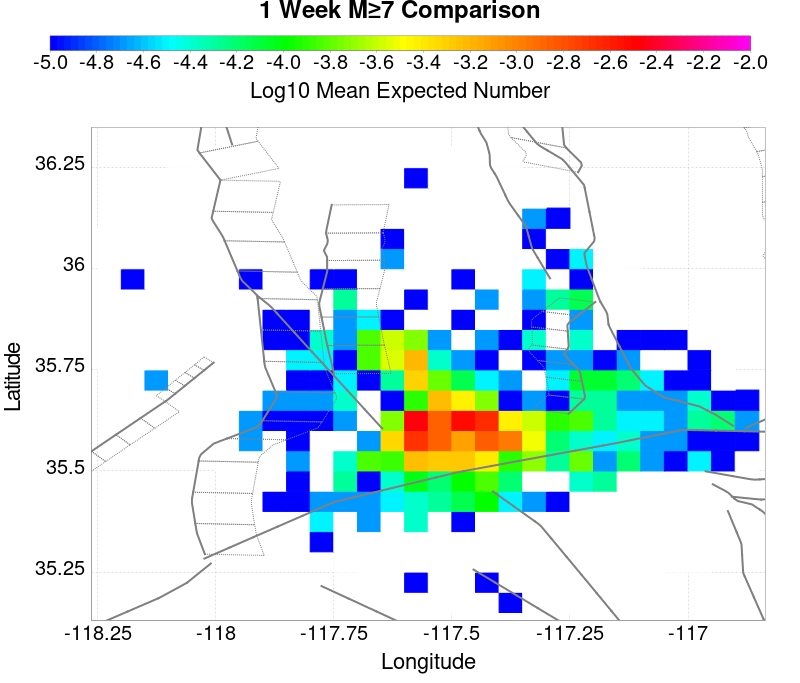 1 Week M≥7 Comparison
-5.0 -4.8 -4.6 -4.4 -4.2 -4.0 -3.8 -3.6 -3.4 -3.2 -3.0 -2.8 -2.6 -2.4 -2.2 -2.0
Log10 Mean Expected Number
36.25
36
35.75
35.5
35.25
Latitude
-118.25 -118 -117.75 -117.5 -117.25 -117
Longitude